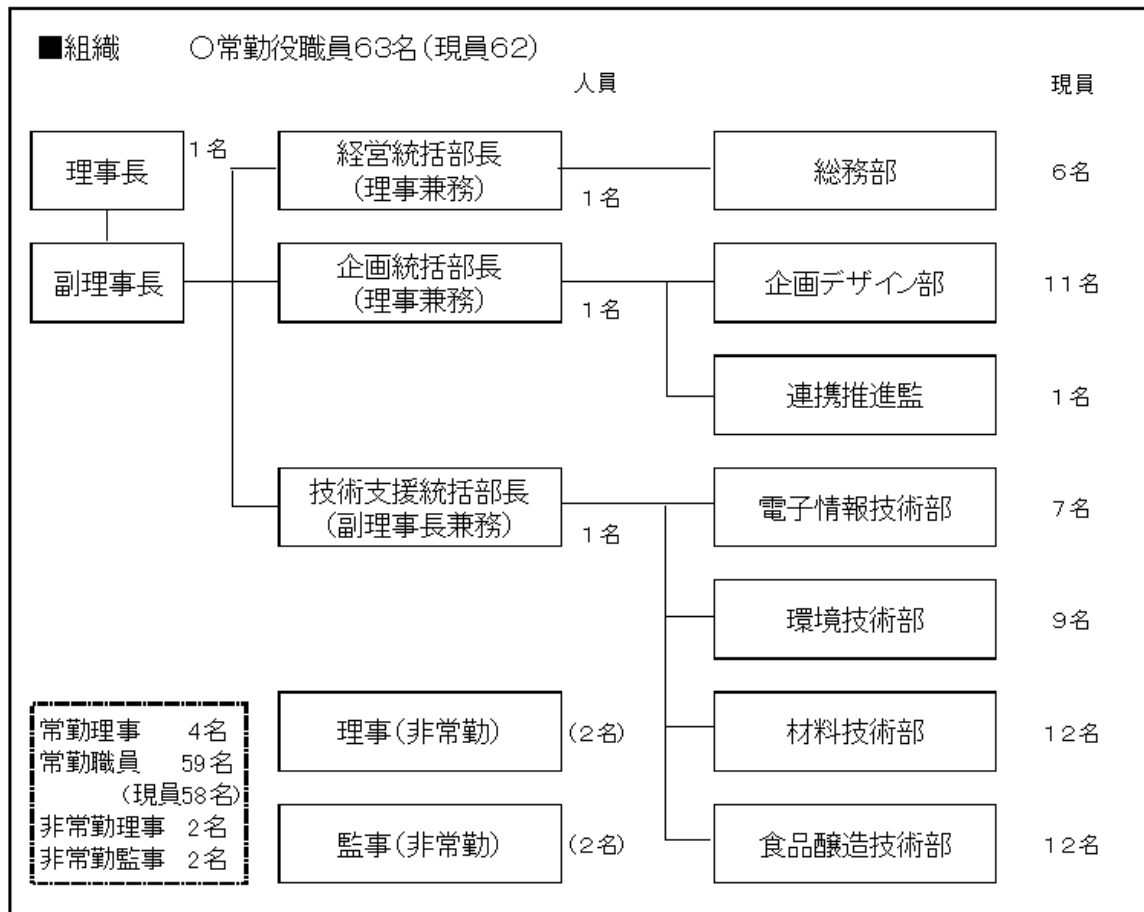 ■組織　○常勤役職員63名(現員62)
人員　現員
理事長　1名　経営統括部長　総務部　6名
(理事兼務)　1名
副理事長　企画統括部長　企画デザイン部　11名
(理事兼務)　1名
連携推進監　1名
技術支援統括部長　電子情報技術部　7名
(副理事長兼務)　1名
環境技術部　9名
理事(非常勤)　(2名)　材料技術部　12名
監事(非常勤)　(2名)　食品醸造技術部　12名
常勤理事　4名
常勤職員　59名
(現員58名)
非常勤理事　2名
非常勤監事　2名